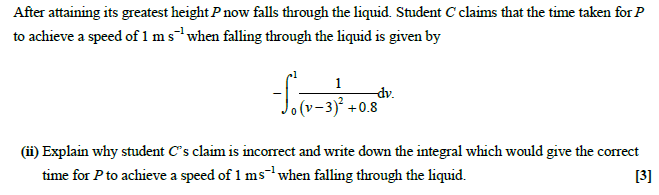 After attaining its greatest height P now falls through the liquid. Student C claims that the time taken for P
to achieve a speed of 1 m s⁻¹ when falling through the liquid is given by
−∫₀¹ 1/((v−3)² +0.8) dv.
(ii) Explain why student C's claim is incorrect and write down the integral which would give the correct
time for P to achieve a speed of 1 ms⁻¹ when falling through the liquid. [3]